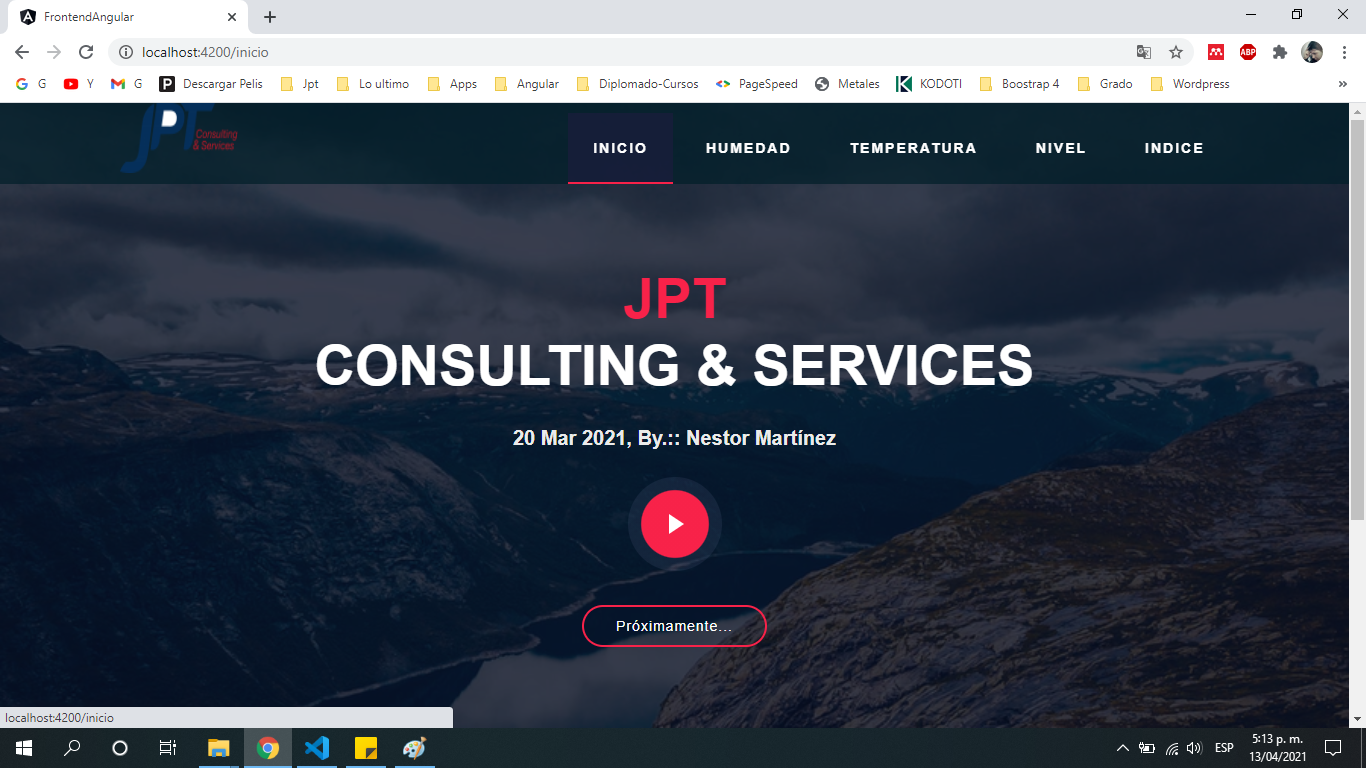 FrontendAngular
localhost:4200/inicio
G Y G Descargar Pelis Jpt Lo ultimo Apps Angular Diplomado-Cursos PageSpeed Metales KODOTI Boostrap 4 Grado Wordpress »
ABP
JPT Consulting
& Services
INICIO HUMEDAD TEMPERATURA NIVEL INDICE
JPT
CONSULTING & SERVICES
20 Mar 2021, By.:: Nestor Martínez
Próximamente...
localhost:4200/inicio
ESP
5:13 p. m.
13/04/2021